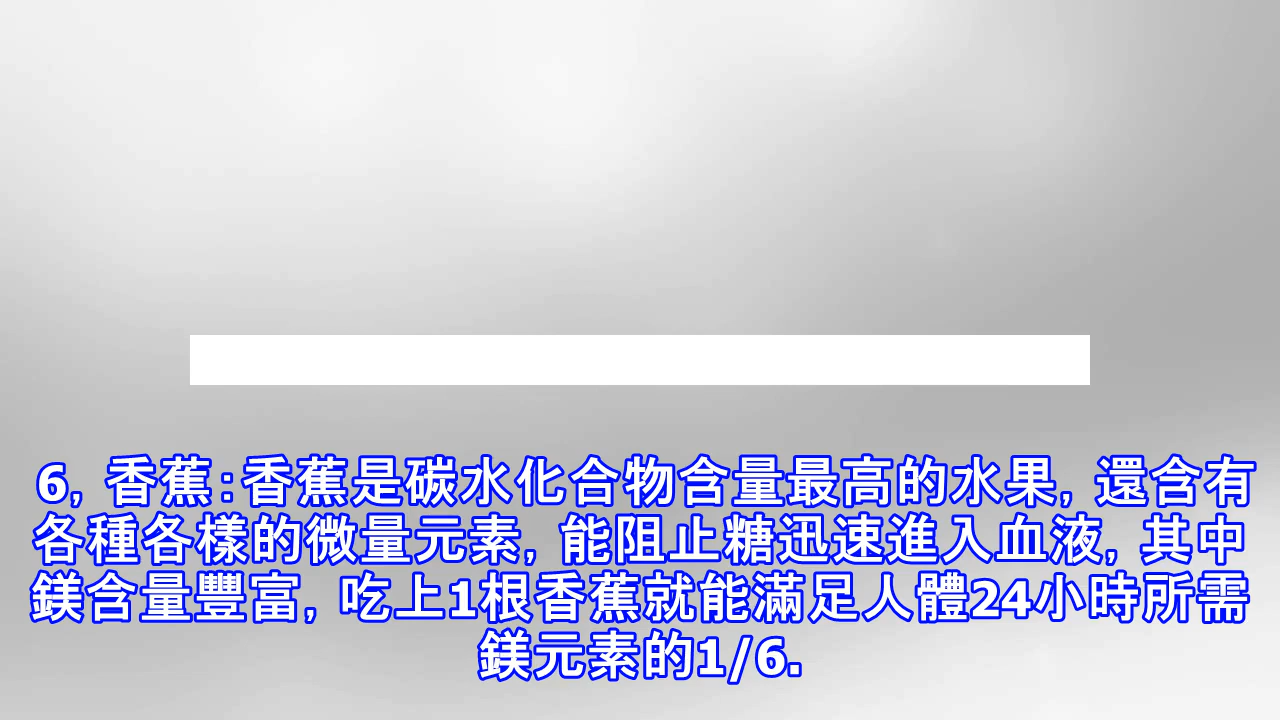 6, 香蕉:香蕉是碳水化合物含量最高的水果, 還含有
各種各樣的微量元素, 能阻止糖迅速進入血液, 其中
鎂含量豐富, 吃上1根香蕉就能滿足人體24小時所需
鎂元素的1/6.